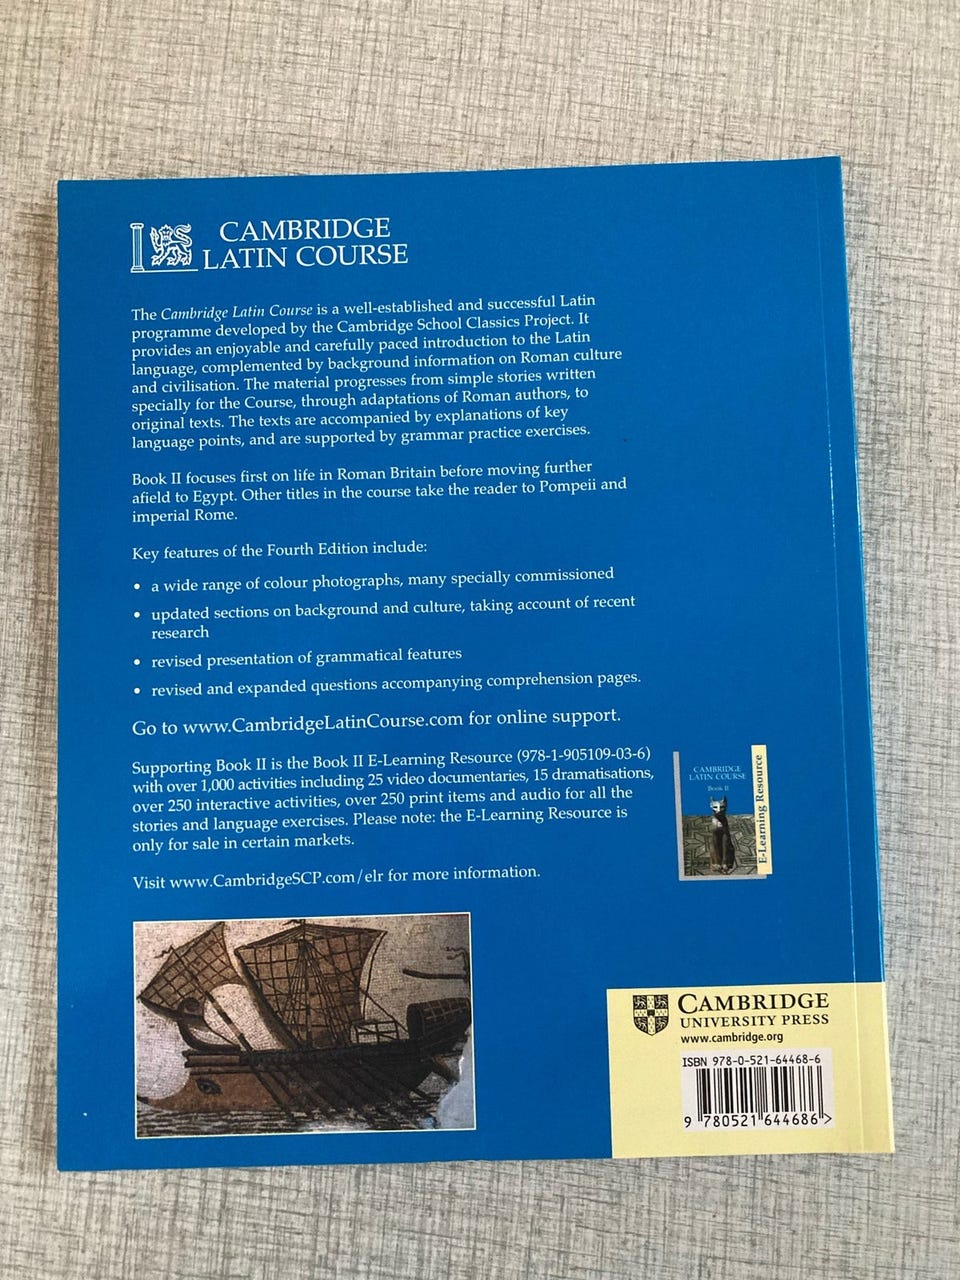 CAMBRIDGE
LATIN COURSE
The Cambridge Latin Course is a well-established and successful Latin
programme developed by the Cambridge School Classics Project. It
provides an enjoyable and carefully paced introduction to the Latin
language, complemented by background information on Roman culture
and civilisation. The material progresses from simple stories written
specially for the Course, through adaptations of Roman authors, to
original texts. The texts are accompanied by explanations of key
language points, and are supported by grammar practice exercises.
Book II focuses first on life in Roman Britain before moving further
afield to Egypt. Other titles in the course take the reader to Pompeii and
imperial Rome.
Key features of the Fourth Edition include:
• a wide range of colour photographs, many specially commissioned
• updated sections on background and culture, taking account of recent
research
• revised presentation of grammatical features
• revised and expanded questions accompanying comprehension pages.
Go to www.CambridgeLatinCourse.com for online support.
Supporting Book II is the Book II E-Learning Resource (978-1-905109-03-6)
with over 1,000 activities including 25 video documentaries, 15 dramatisations,
over 250 interactive activities, over 250 print items and audio for all the
stories and language exercises. Please note: the E-Learning Resource is
only for sale in certain markets.
Visit www.CambridgeSCP.com/elr for more information.
CAMBRIDGE
LATIN COURSE
Book II
E-Learning Resource
CAMBRIDGE
UNIVERSITY PRESS
www.cambridge.org
ISBN 978-0-521-64468-6
9 780521 644686 >